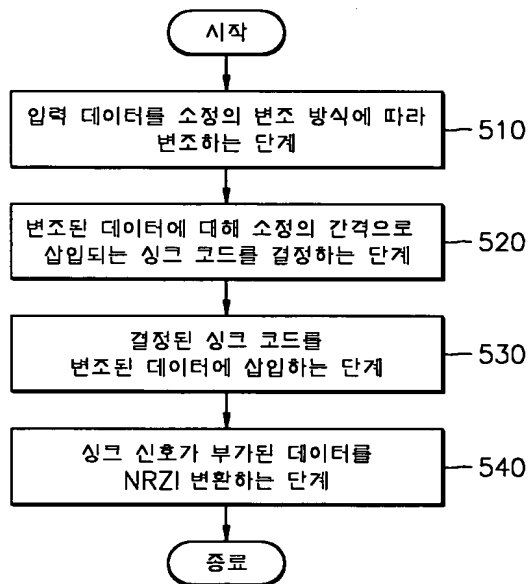 시작
입력 데이터를 소정의 변조 방식에 따라
변조하는 단계
510
변조된 데이터에 대해 소정의 간격으로
삽입되는 싱크 코드를 결정하는 단계
520
결정된 싱크 코드를
변조된 데이터에 삽입하는 단계
530
싱크 신호가 부가된 데이터를
NRZI 변환하는 단계
540
종료